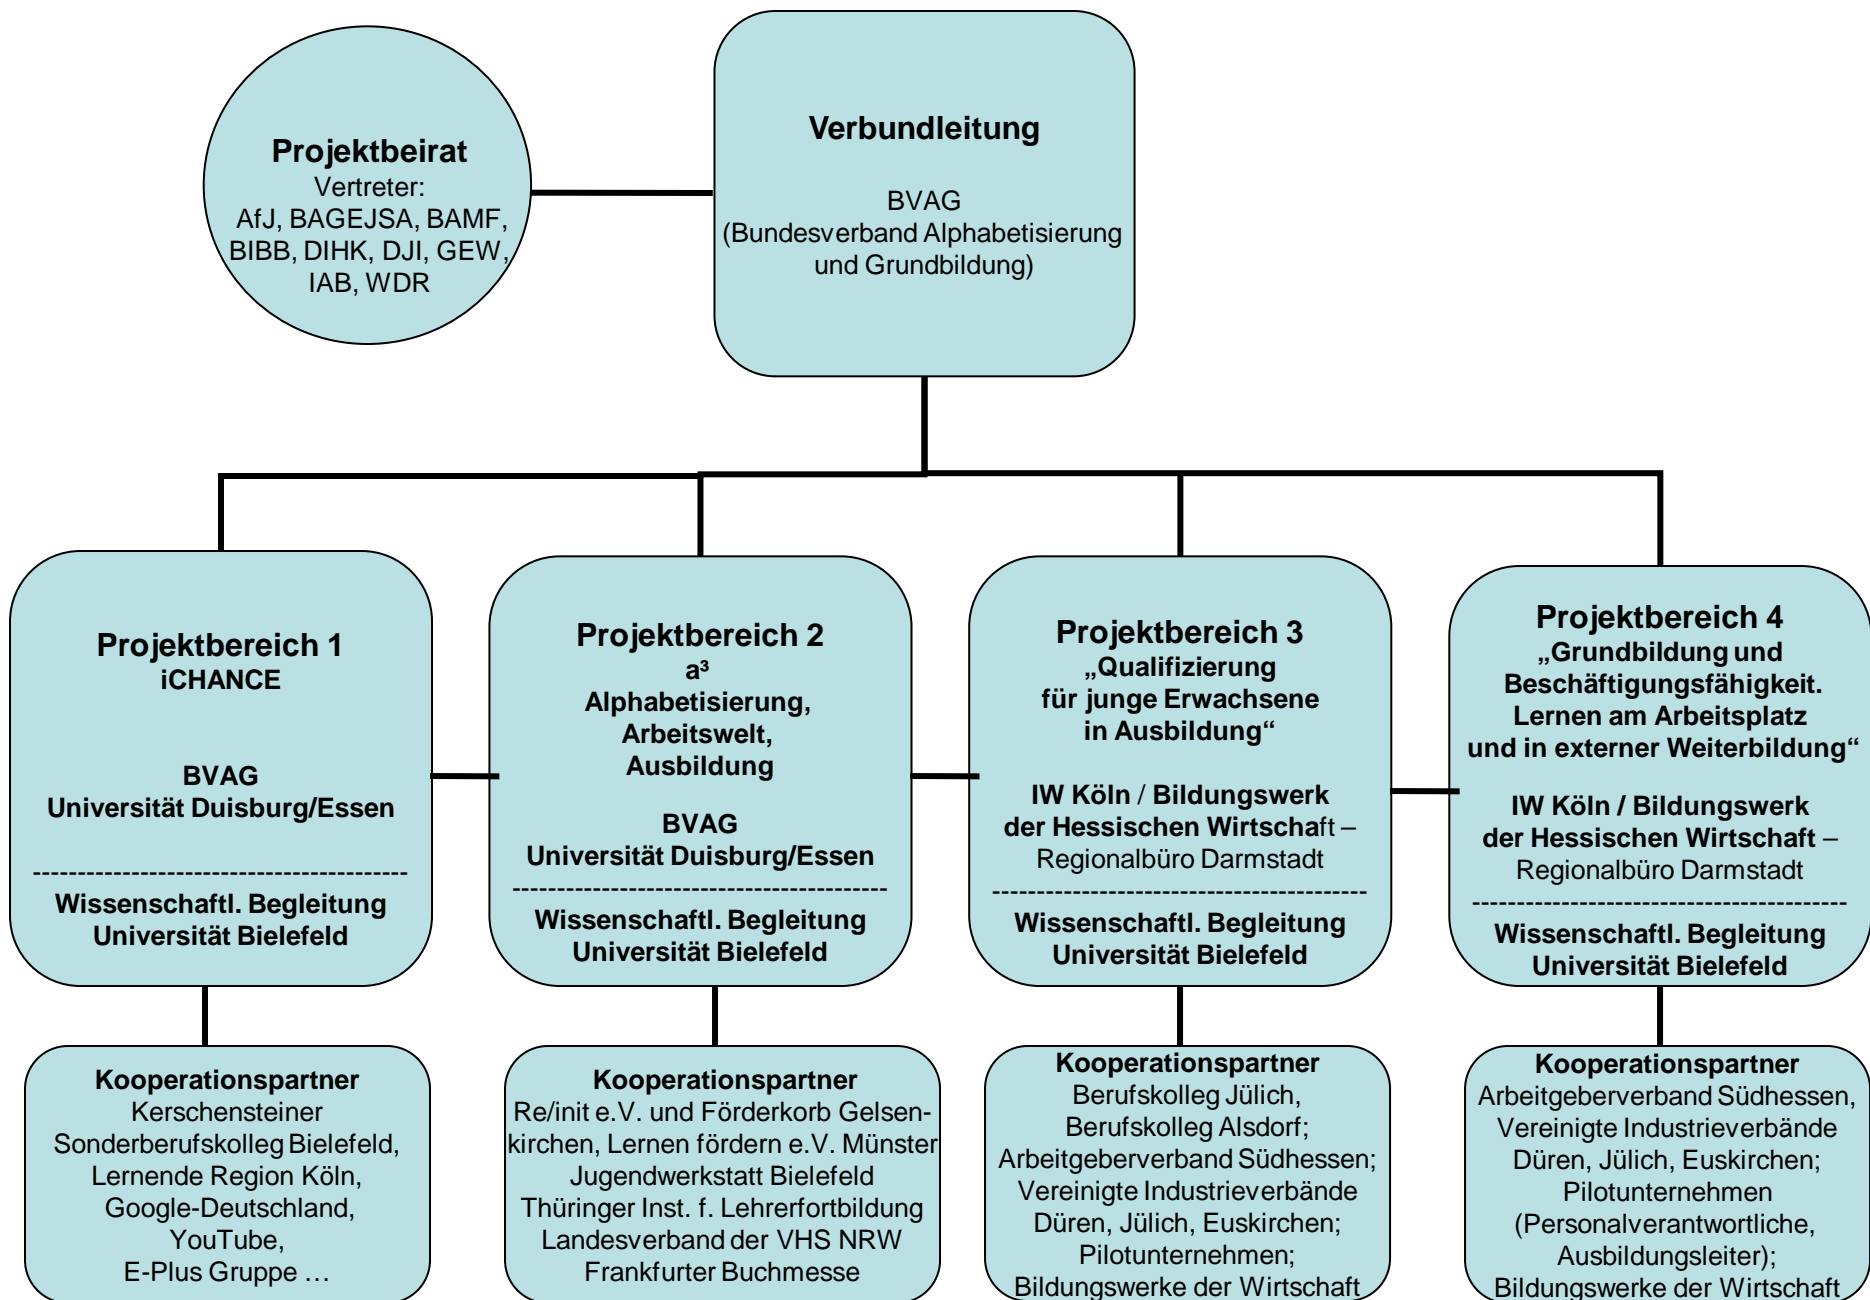 Projektbeirat
Vertreter:
AfJ, BAGEJSA, BAMF,
BIBB, DIHK, DJI, GEW,
IAB, WDR
Verbundleitung
BVAG
(Bundesverband Alphabetisierung
und Grundbildung)
Projektbereich 1
iCHANCE
BVAG
Universität Duisburg/Essen
------------------------------------------
Wissenschaftl. Begleitung
Universität Bielefeld
Projektbereich 2
a³
Alphabetisierung,
Arbeitswelt,
Ausbildung
BVAG
Universität Duisburg/Essen
------------------------------------------
Wissenschaftl. Begleitung
Universität Bielefeld
Projektbereich 3
„Qualifizierung
für junge Erwachsene
in Ausbildung“
IW Köln / Bildungswerk
der Hessischen Wirtschaft –
Regionalbüro Darmstadt
------------------------------------------
Wissenschaftl. Begleitung
Universität Bielefeld
Projektbereich 4
„Grundbildung und
Beschäftigungsfähigkeit.
Lernen am Arbeitsplatz
und in externer Weiterbildung“
IW Köln / Bildungswerk
der Hessischen Wirtschaft –
Regionalbüro Darmstadt
------------------------------------------
Wissenschaftl. Begleitung
Universität Bielefeld
Kooperationspartner
Kerschensteiner
Sonderberufskolleg Bielefeld,
Lernende Region Köln,
Google-Deutschland,
YouTube,
E-Plus Gruppe …
Kooperationspartner
Re/init e.V. und Förderkorb Gelsen-
kirchen, Lernen fördern e.V. Münster
Jugendwerkstatt Bielefeld
Thüringer Inst. f. Lehrerfortbildung
Landesverband der VHS NRW
Frankfurter Buchmesse
Kooperationspartner
Berufskolleg Jülich,
Berufskolleg Alsdorf;
Arbeitgeberverband Südhessen;
Vereinigte Industrieverbände
Düren, Jülich, Euskirchen;
Pilotunternehmen;
Bildungswerke der Wirtschaft
Kooperationspartner
Arbeitgeberverband Südhessen,
Vereinigte Industrieverbände
Düren, Jülich, Euskirchen;
Pilotunternehmen
(Personalverantwortliche,
Ausbildungsleiter);
Bildungswerke der Wirtschaft